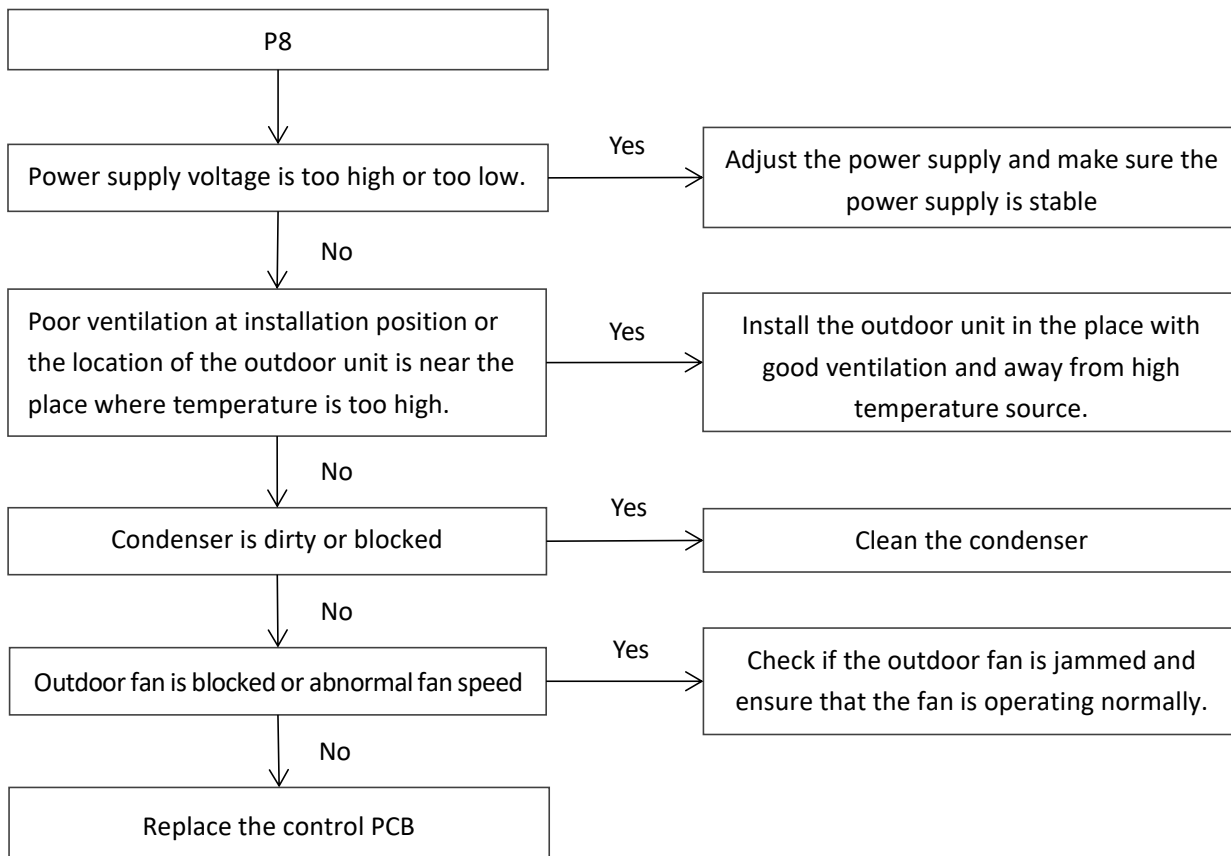 P8
Yes
Power supply voltage is too high or too low.
Adjust the power supply and make sure the
power supply is stable
No
Poor ventilation at installation position or
the location of the outdoor unit is near the
place where temperature is too high.
Yes
Install the outdoor unit in the place with
good ventilation and away from high
temperature source.
No
Yes
Condenser is dirty or blocked
Clean the condenser
No
Yes
Outdoor fan is blocked or abnormal fan speed
Check if the outdoor fan is jammed and
ensure that the fan is operating normally.
No
Replace the control PCB